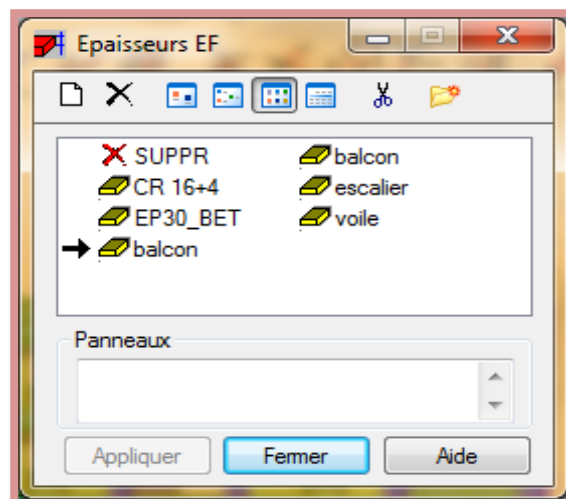 Epaisseurs EF
SUPPR balcon
CR 16+4 escalier
EP30_BET voile
balcon
Panneaux
Appliquer Fermer Aide